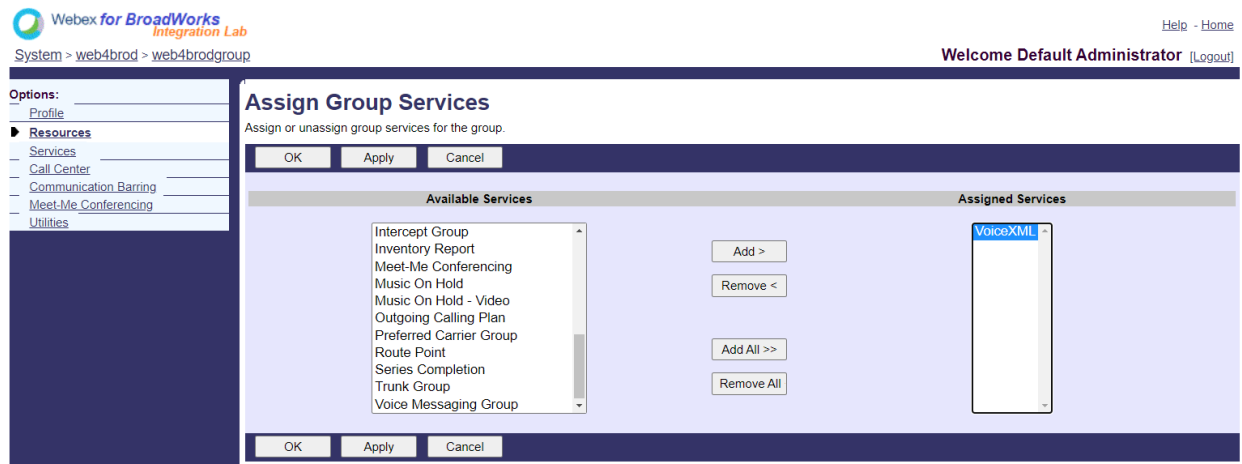 Webex for BroadWorks
Integration Lab
Help - Home
System > web4brod > web4brodgroup
Welcome Default Administrator [Logout]
Options:
Profile
Resources
Services
Call Center
Communication Barring
Meet-Me Conferencing
Utilities
Assign Group Services
Assign or unassign group services for the group.
OK Apply Cancel
Available Services
Assigned Services
Intercept Group
Inventory Report
Meet-Me Conferencing
Music On Hold
Music On Hold - Video
Outgoing Calling Plan
Preferred Carrier Group
Route Point
Series Completion
Trunk Group
Voice Messaging Group
Add >
Remove <
Add All >>
Remove All
VoiceXML
OK Apply Cancel